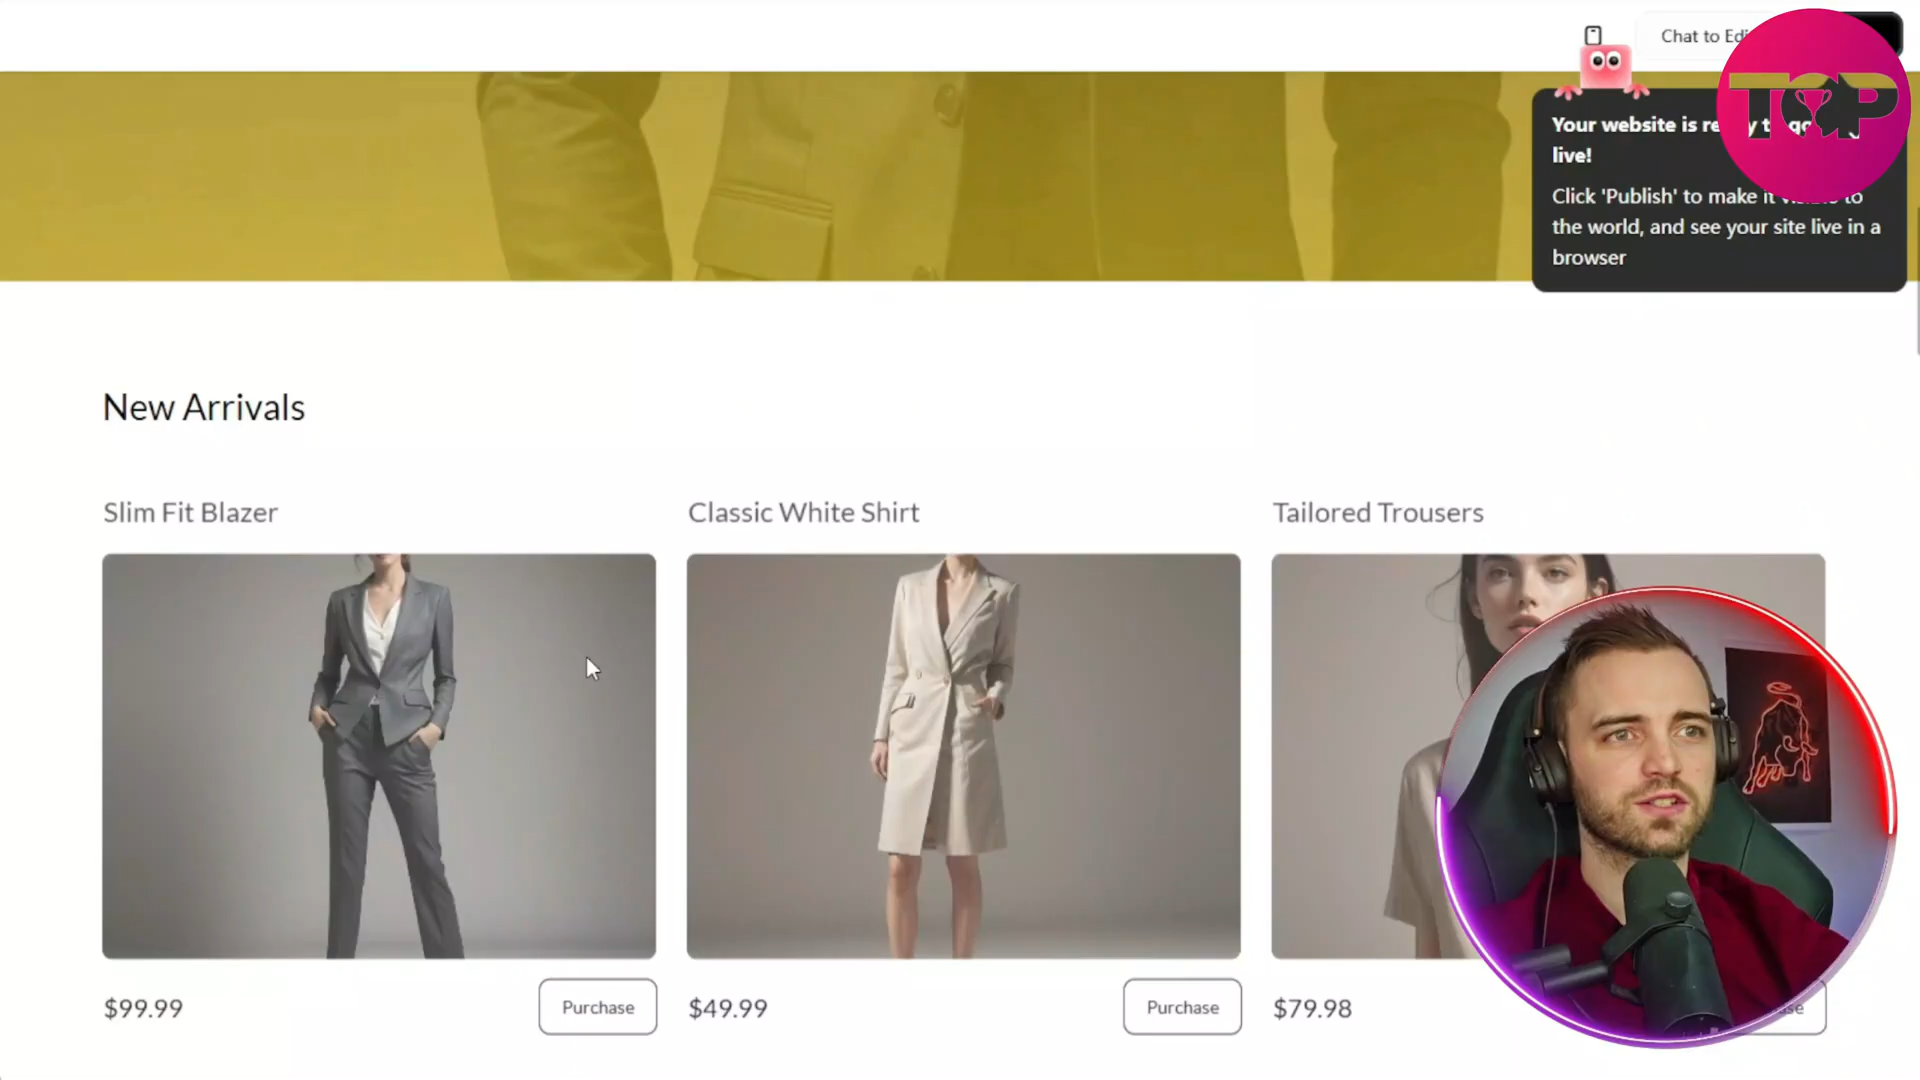 Chat to Edi
TOP
Your website is ready to go
live!
Click 'Publish' to make it visible to
the world, and see your site live in a
browser
New Arrivals
Slim Fit Blazer
Classic White Shirt
Tailored Trousers
$99.99
Purchase
$49.99
Purchase
$79.98